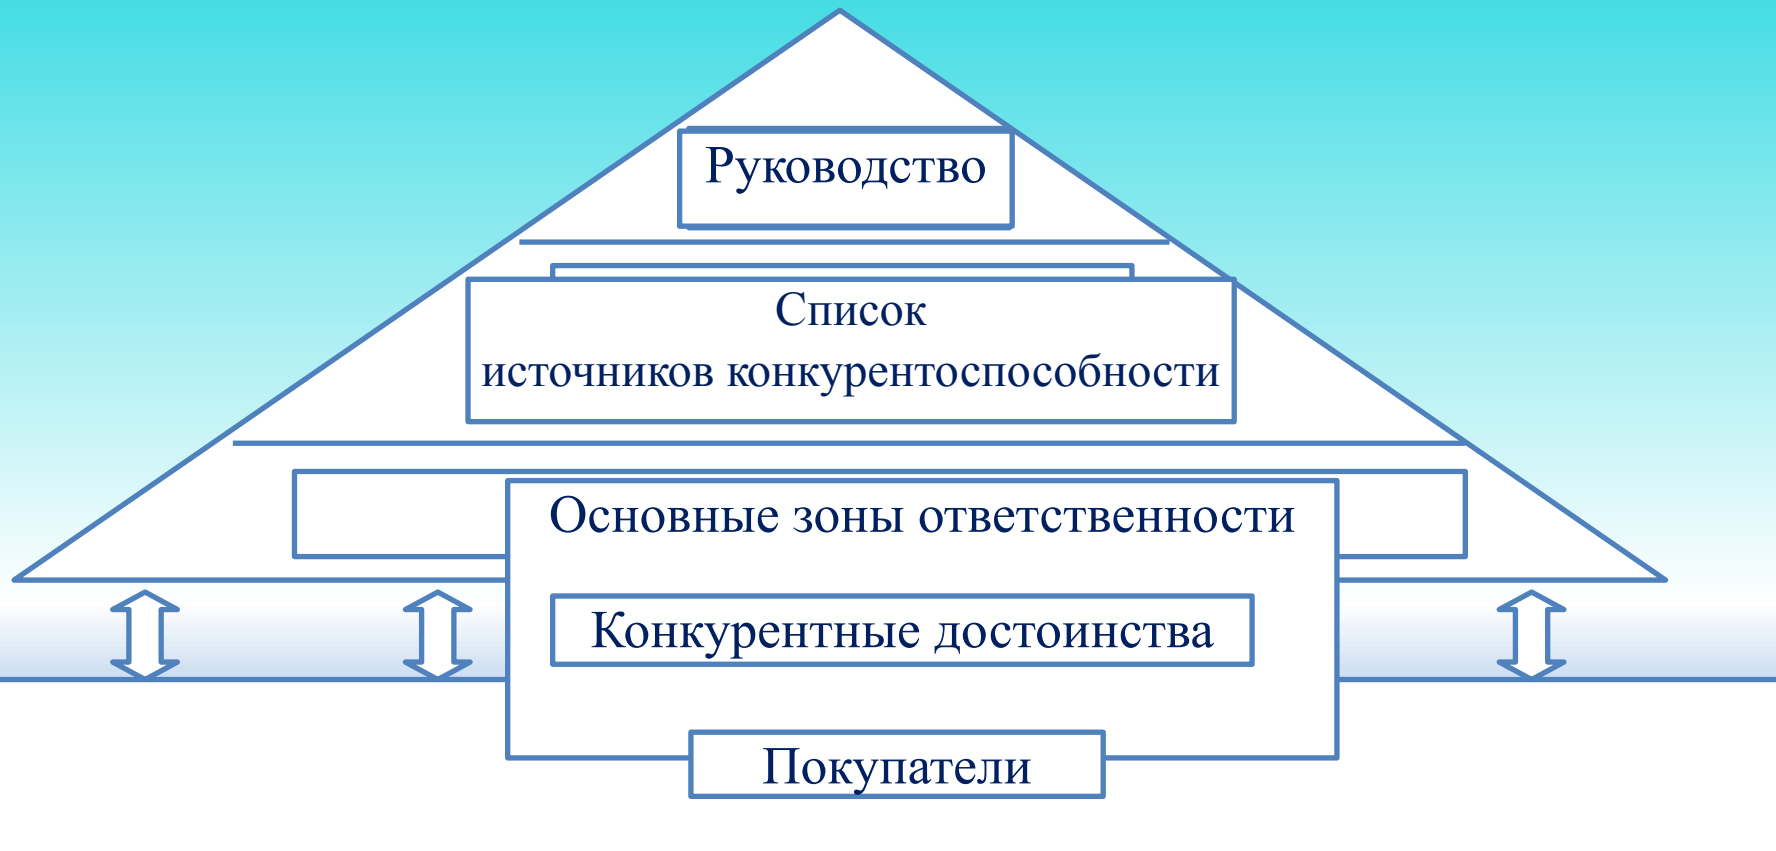 Руководство
Список
источников конкурентоспособности
Основные зоны ответственности
Конкурентные достоинства
Покупатели